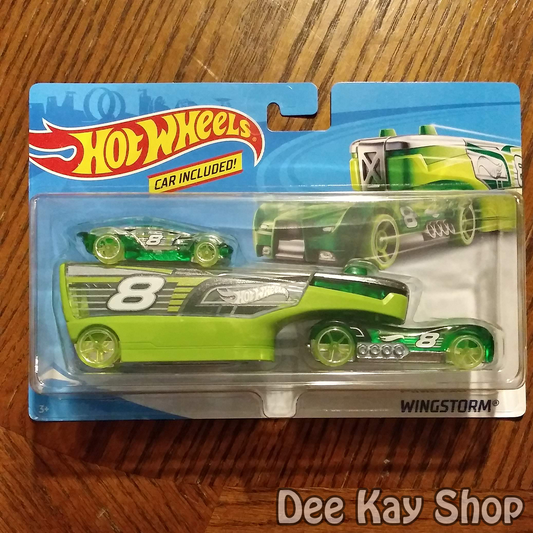 HOT WHEELS
CAR INCLUDED!
8
8
8
HOT WHEELS
8
3+
WINGSTORM®
Dee Kay Shop